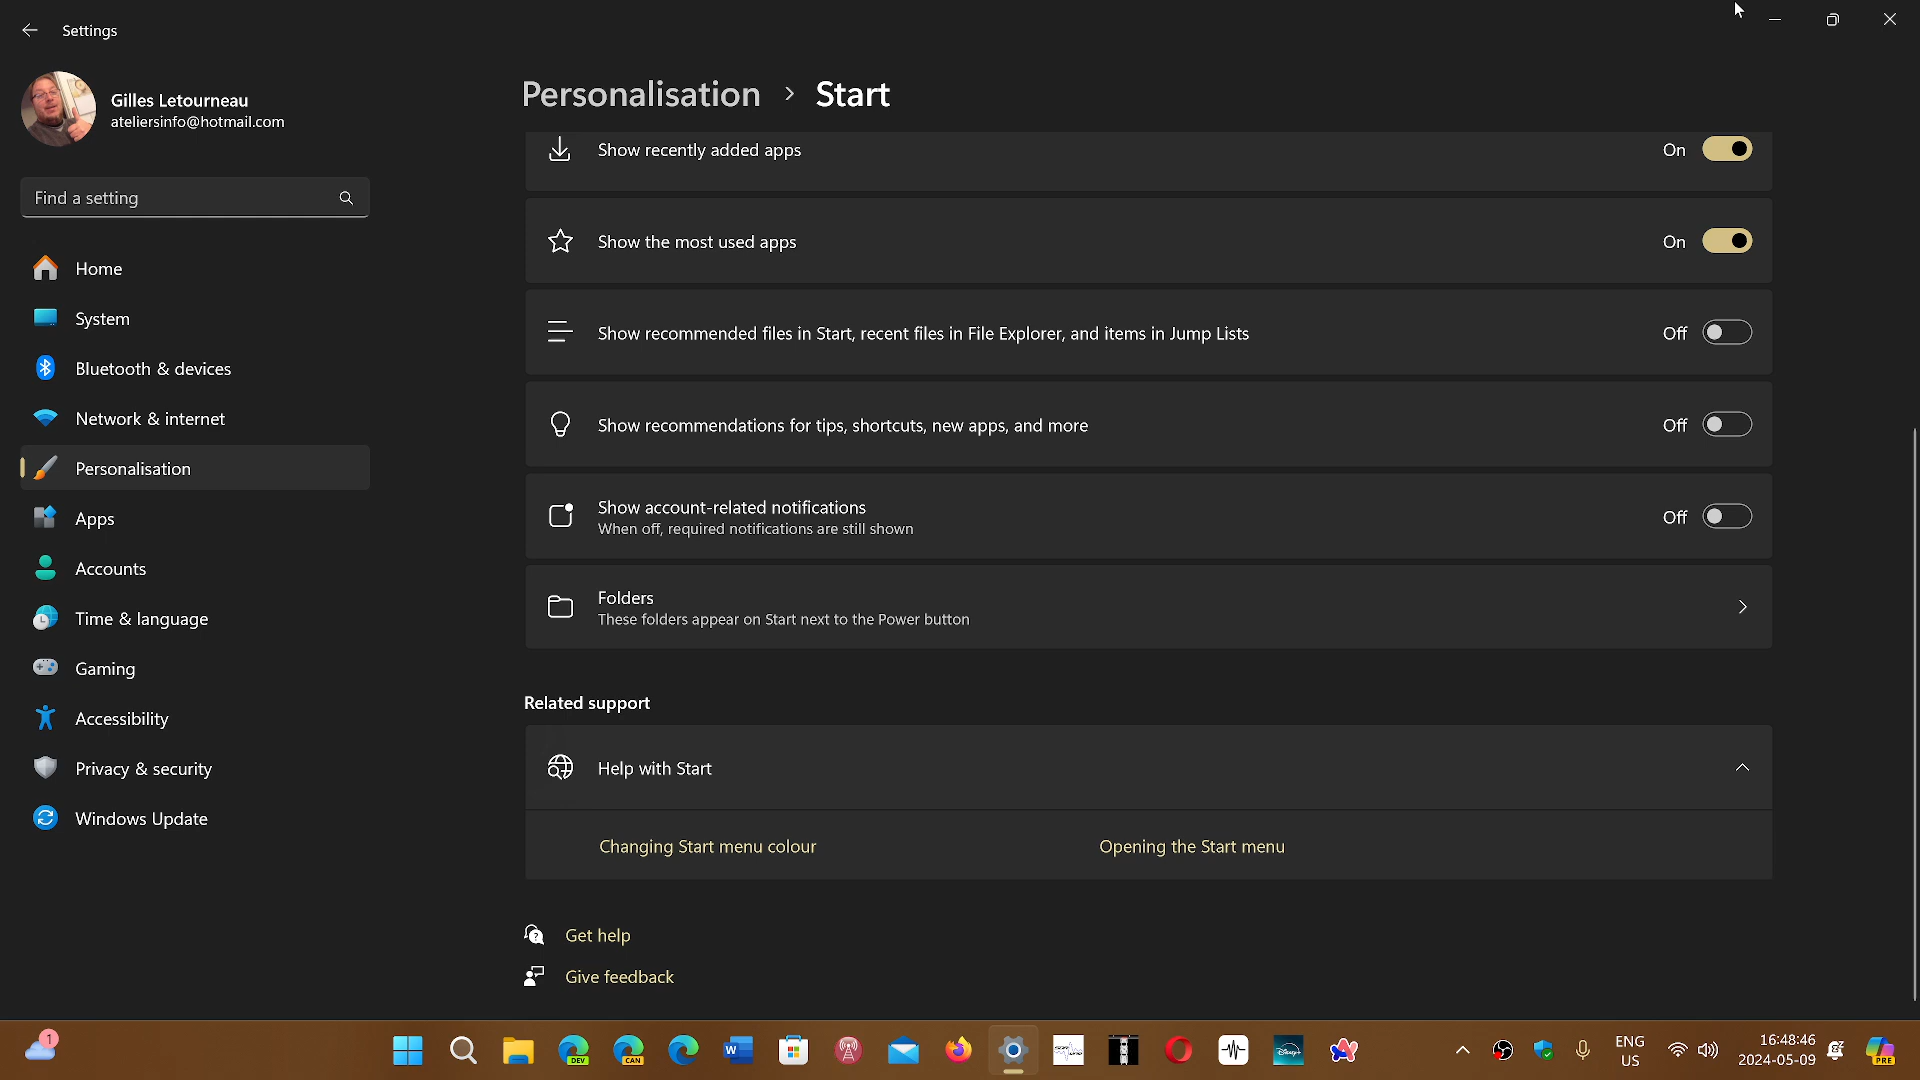 Settings
Gilles Letourneau
ateliersinfo@hotmail.com
Find a setting
Home
System
Bluetooth & devices
Network & internet
Personalisation
Apps
Accounts
Time & language
Gaming
Accessibility
Privacy & security
Windows Update
Personalisation > Start
Show recently added apps On
Show the most used apps On
Show recommended files in Start, recent files in File Explorer, and items in Jump Lists Off
Show recommendations for tips, shortcuts, new apps, and more Off
Show account-related notifications Off
When off, required notifications are still shown
Folders
These folders appear on Start next to the Power button
Related support
Help with Start
Changing Start menu colour Opening the Start menu
Get help
Give feedback
1
DEV
CAN
W
Disney+
ENG
US
16:48:46
2024-05-09
PRE